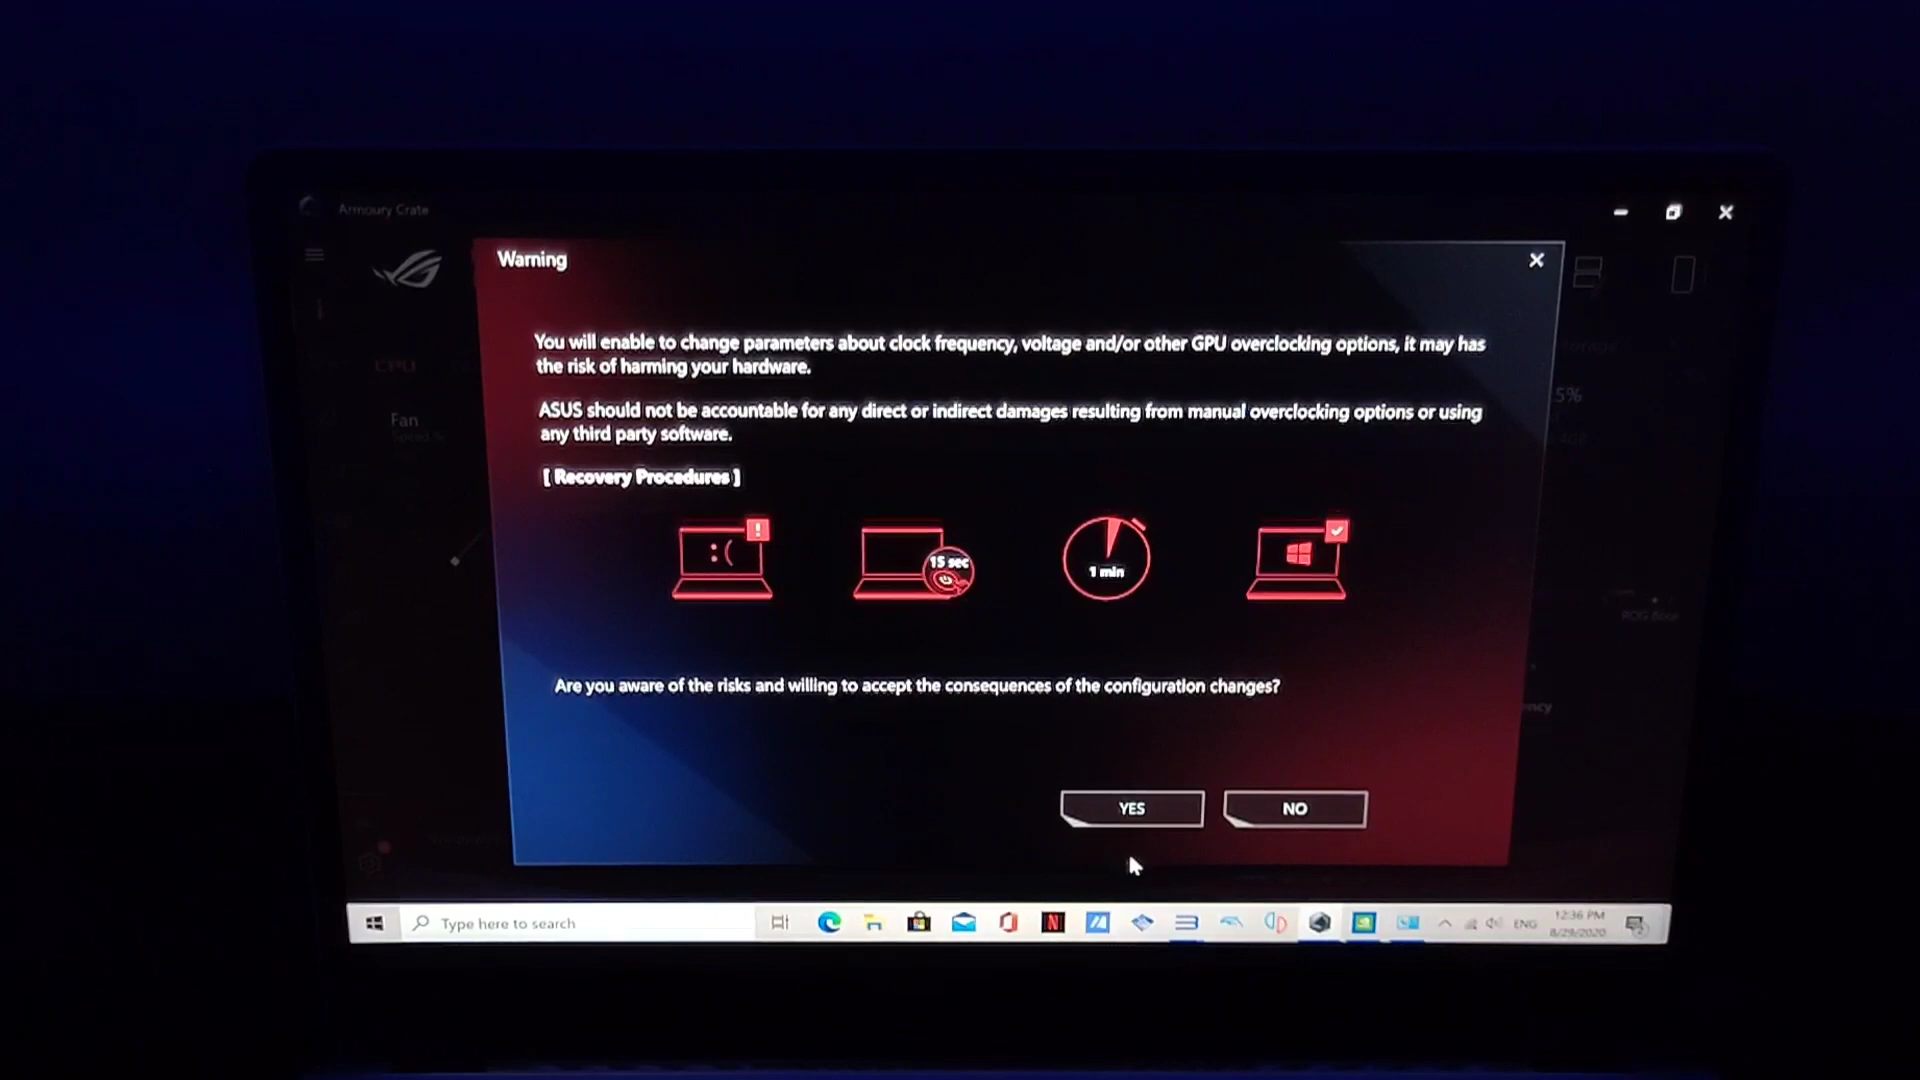 Armoury Crate
Warning
You will enable to change parameters about clock frequency, voltage and/or other GPU overclocking options, it may has
the risk of harming your hardware.
ASUS should not be accountable for any direct or indirect damages resulting from manual overclocking options or using
any third party software.
[ Recovery Procedures ]
:(
!
15 sec
1 min
Are you aware of the risks and willing to accept the consequences of the configuration changes?
YES
NO
CPU
Fan
5%
Type here to search
ENG
12:36 PM
8/29/2020